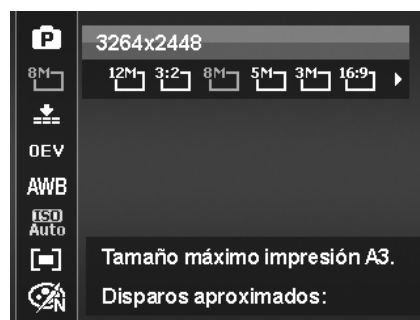 P
3264x2448
8M
12M 3:2 8M 5M 3M 16:9
0EV
AWB
ISO
Auto
Tamaño máximo impresión A3.
N
Disparos aproximados: